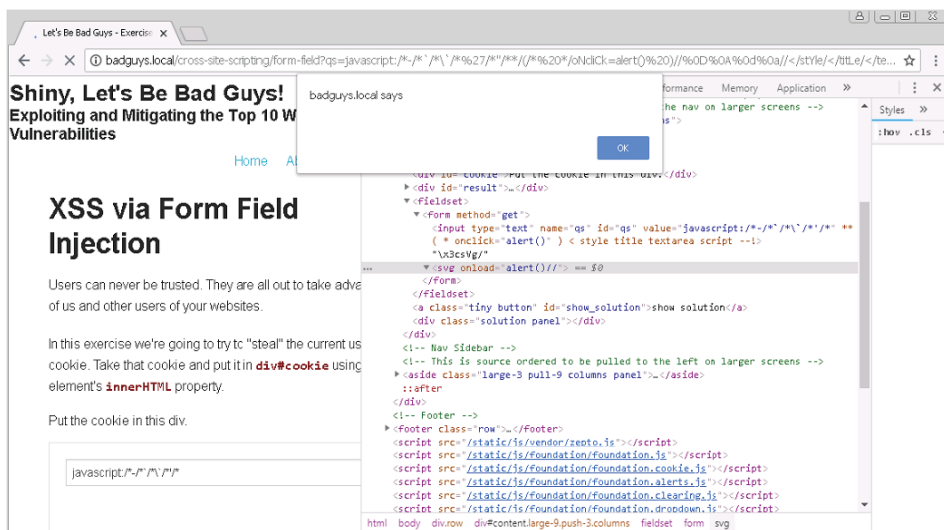 Let's Be Bad Guys - Exercise
badguys.local/cross-site-scripting/form-field?qs=javascript:/*-/*`/*\`/*%27/*"/**/(/*%20*/oNcliCk=alert()%20)//%0D%0A%0d%0a//</stYle/</titLe/</te...
Shiny, Let's Be Bad Guys!
Exploiting and Mitigating the Top 10 W
Vulnerabilities
Home
badguys.local says
OK
formance Memory Application »
he nav on larger screens -->
ns">
<div id="cookie">Put the cookie in this div.</div>
<div id="result">…</div>
<fieldset>
<form method="get">
<input type="text" name="qs" id="qs" value="javascript:/*-/*`/*\`/*'/*" **
( * onclick="alert()" ) < style title textarea script --!>
"\x3csVg/"
<svg onload="alert()//"> == $0
</form>
</fieldset>
<a class="tiny button" id="show_solution">show solution</a>
<div class="solution panel"></div>
</div>
<!-- Nav Sidebar -->
<!-- This is source ordered to be pulled to the left on larger screens -->
<aside class="large-3 pull-9 columns panel">…</aside>
::after
</div>
<!-- Footer -->
<footer class="row">…</footer>
<script src="/static/js/vendor/zepto.js"></script>
<script src="/static/js/foundation/foundation.js"></script>
<script src="/static/js/foundation/foundation.cookie.js"></script>
<script src="/static/js/foundation/foundation.alerts.js"></script>
<script src="/static/js/foundation/foundation.clearing.js"></script>
<script src="/static/js/foundation/foundation.dropdown.js"></script>
html body div.row div#content.large-9.push-3.columns fieldset form svg
Styles »
:hov .cls
XSS via Form Field
Injection
Users can never be trusted. They are all out to take adva
of us and other users of your websites.
In this exercise we're going to try to "steal" the current us
cookie. Take that cookie and put it in div#cookie using
element's innerHTML property.
Put the cookie in this div.
javascript:/*-/*`/*\`/*'/*